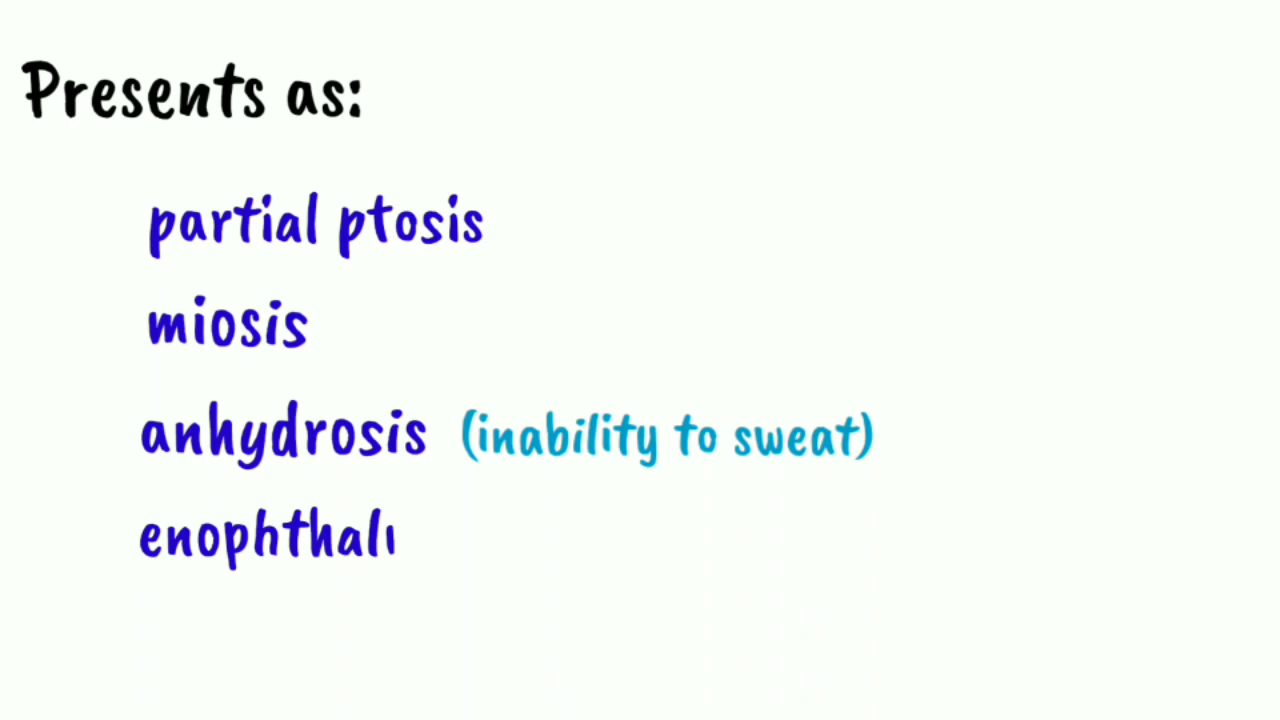 Presents as:
partial ptosis
miosis
anhydrosis (inability to sweat)
enophthal